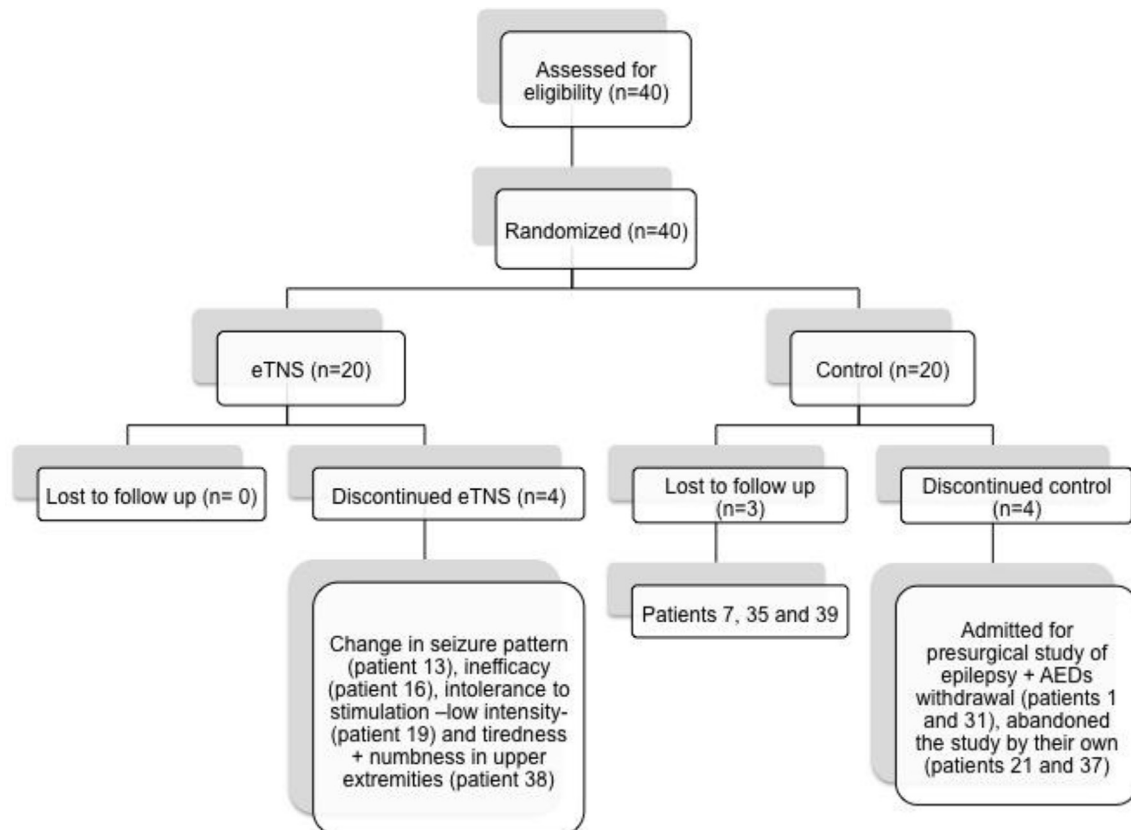 Assessed for
eligibility (n=40)
Randomized (n=40)
eTNS (n=20)
Control (n=20)
Lost to follow up (n= 0)
Discontinued eTNS (n=4)
Lost to follow up
(n=3)
Discontinued control
(n=4)
Change in seizure pattern
(patient 13), inefficacy
(patient 16), intolerance to
stimulation –low intensity-
(patient 19) and tiredness
+ numbness in upper
extremities (patient 38)
Patients 7, 35 and 39
Admitted for
presurgical study of
epilepsy + AEDs
withdrawal (patients 1
and 31), abandoned
the study by their own
(patients 21 and 37)